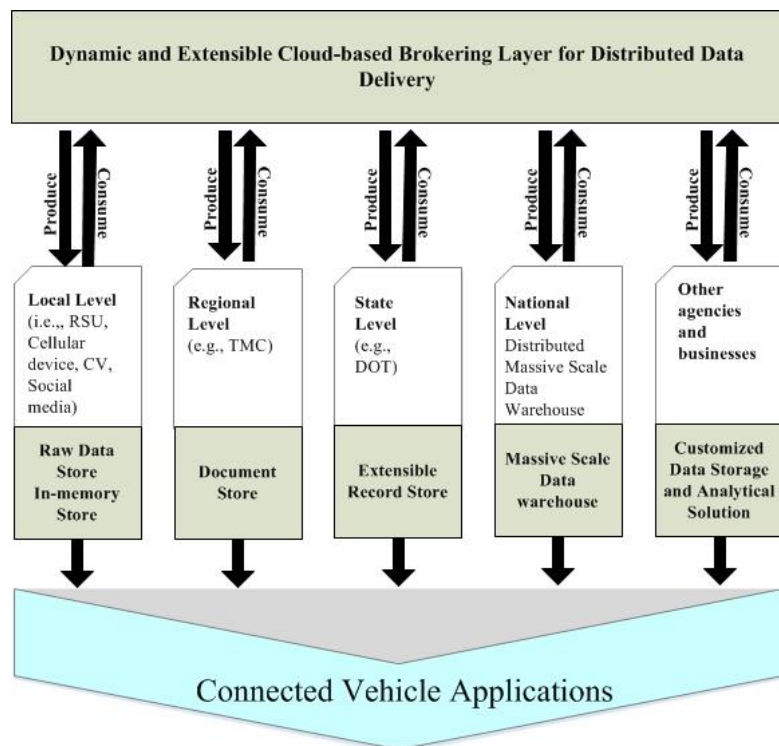 Dynamic and Extensible Cloud-based Brokering Layer for Distributed Data
Delivery
Produce
Consume
Produce
Consume
Produce
Consume
Produce
Consume
Produce
Consume
Local Level
(i.e.,, RSU,
Cellular
device, CV,
Social
media)
Raw Data
Store
In-memory
Store
Regional
Level
(e.g., TMC)
Document
Store
State
Level
(e.g.,
DOT)
Extensible
Record Store
National
Level
Distributed
Massive Scale
Data
Warehouse
Massive Scale
Data
warehouse
Other
agencies
and
businesses
Customized
Data Storage
and Analytical
Solution
Connected Vehicle Applications